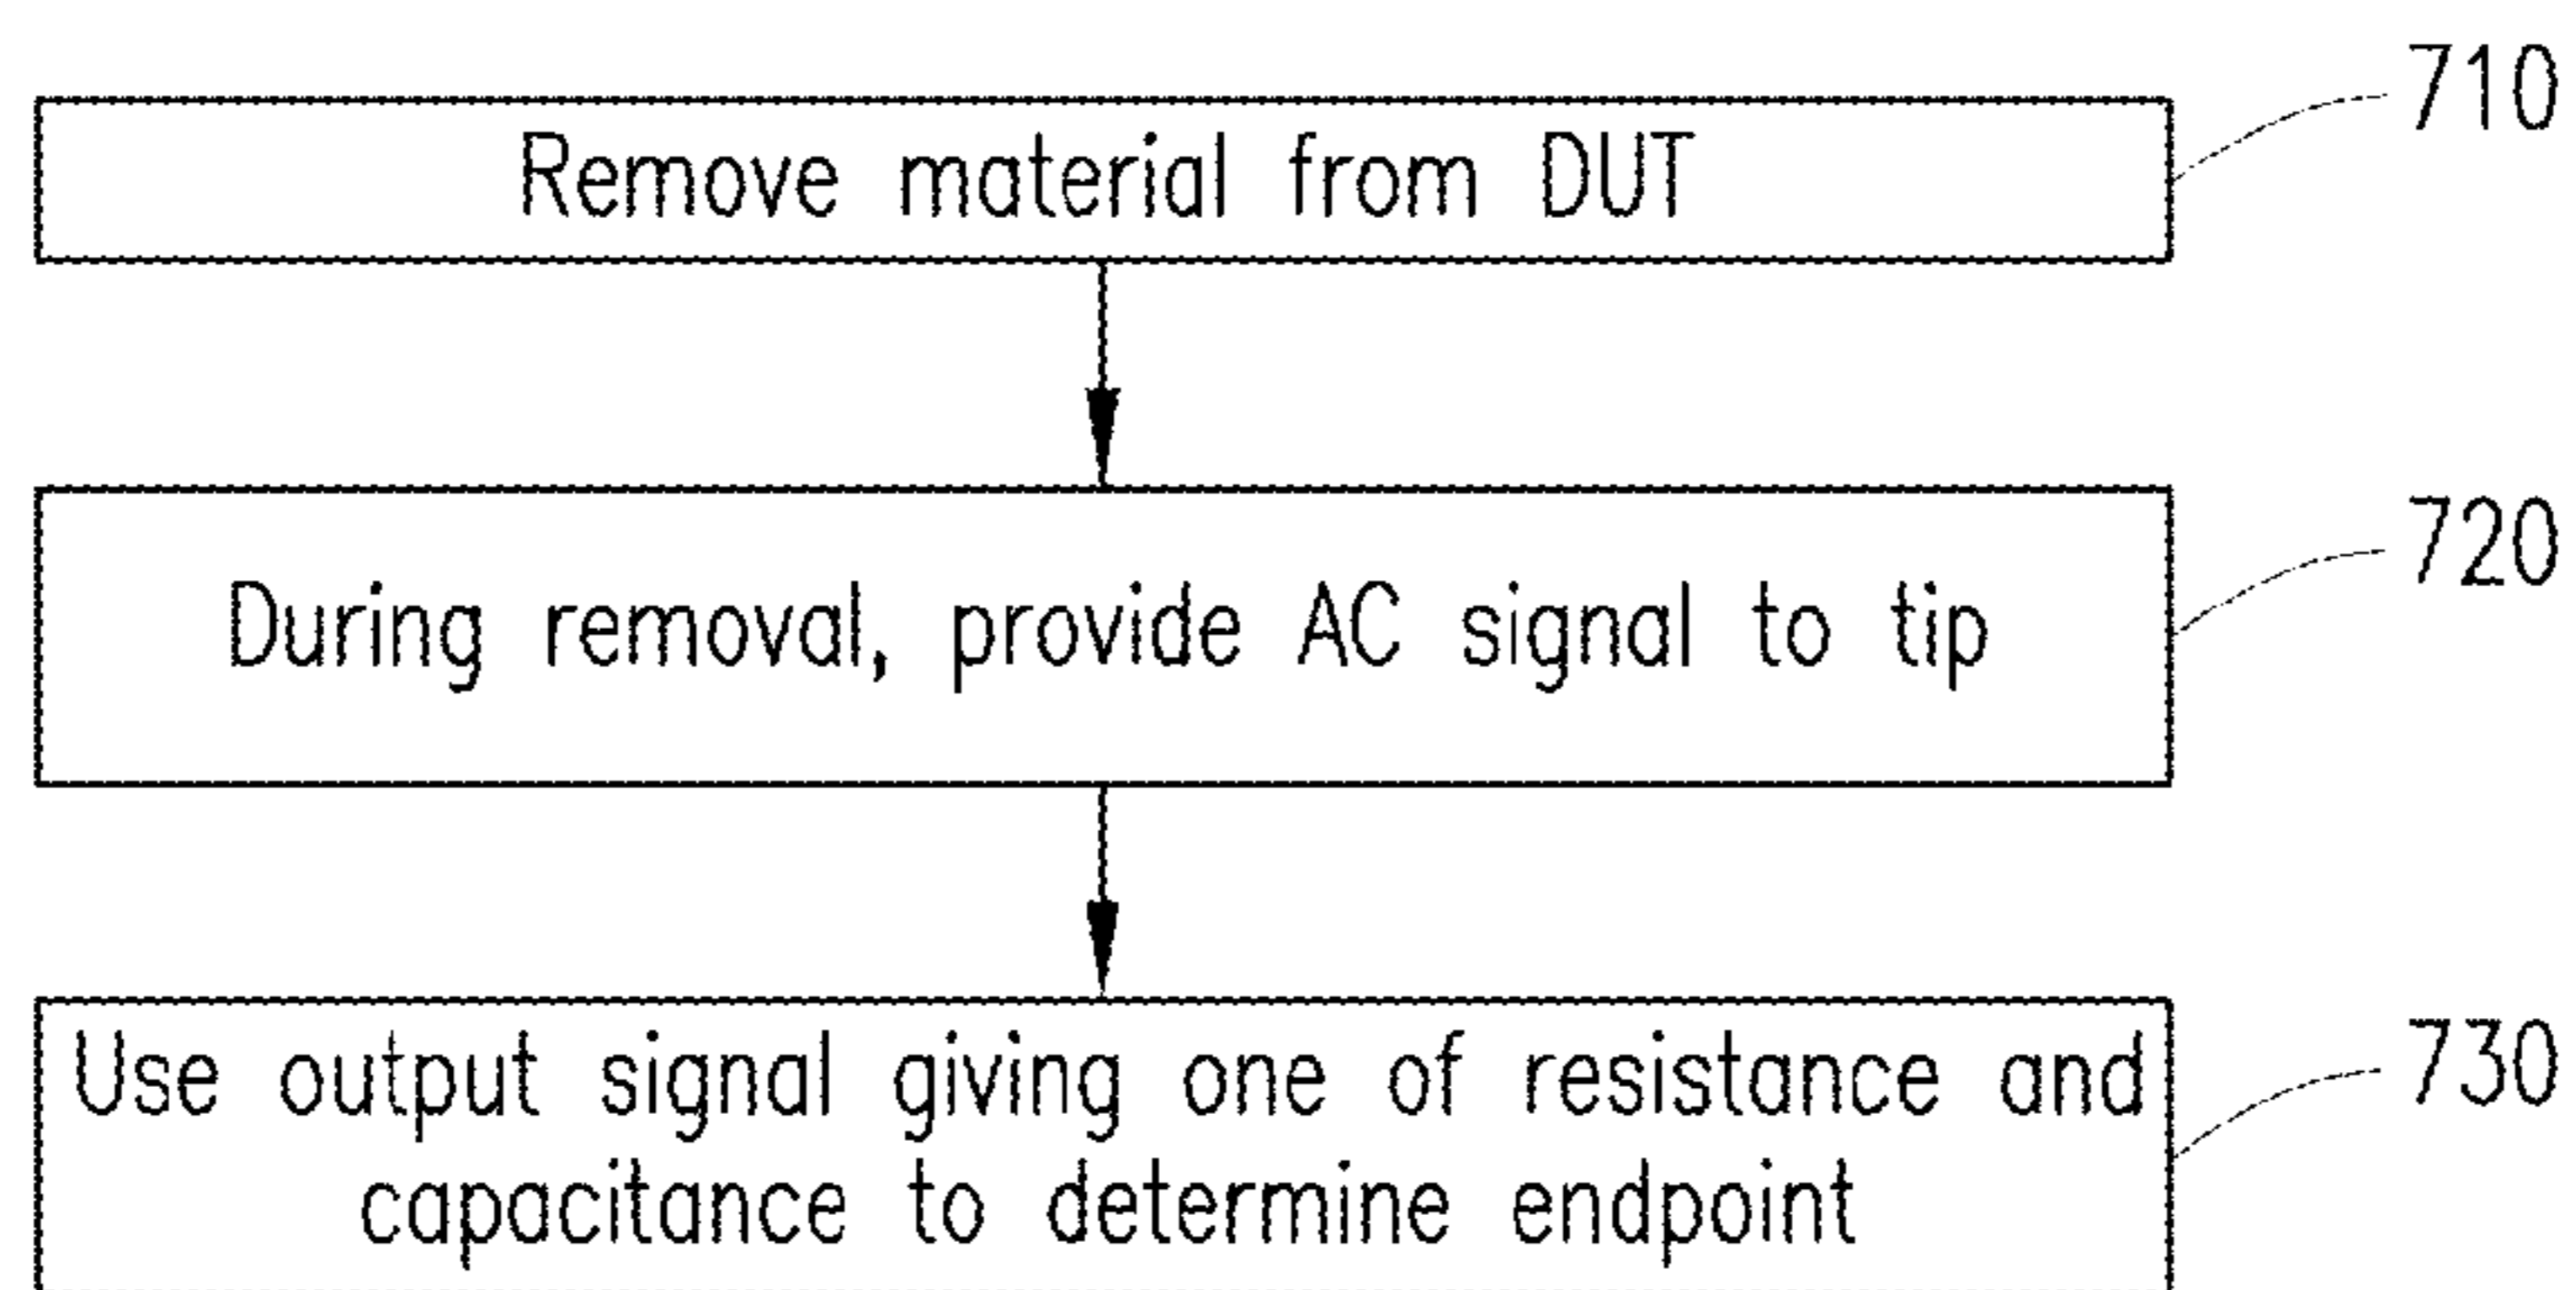 710
Remove material from DUT
720
During removal, provide AC signal to tip
730
Use output signal giving one of resistance and
capacitance to determine endpoint